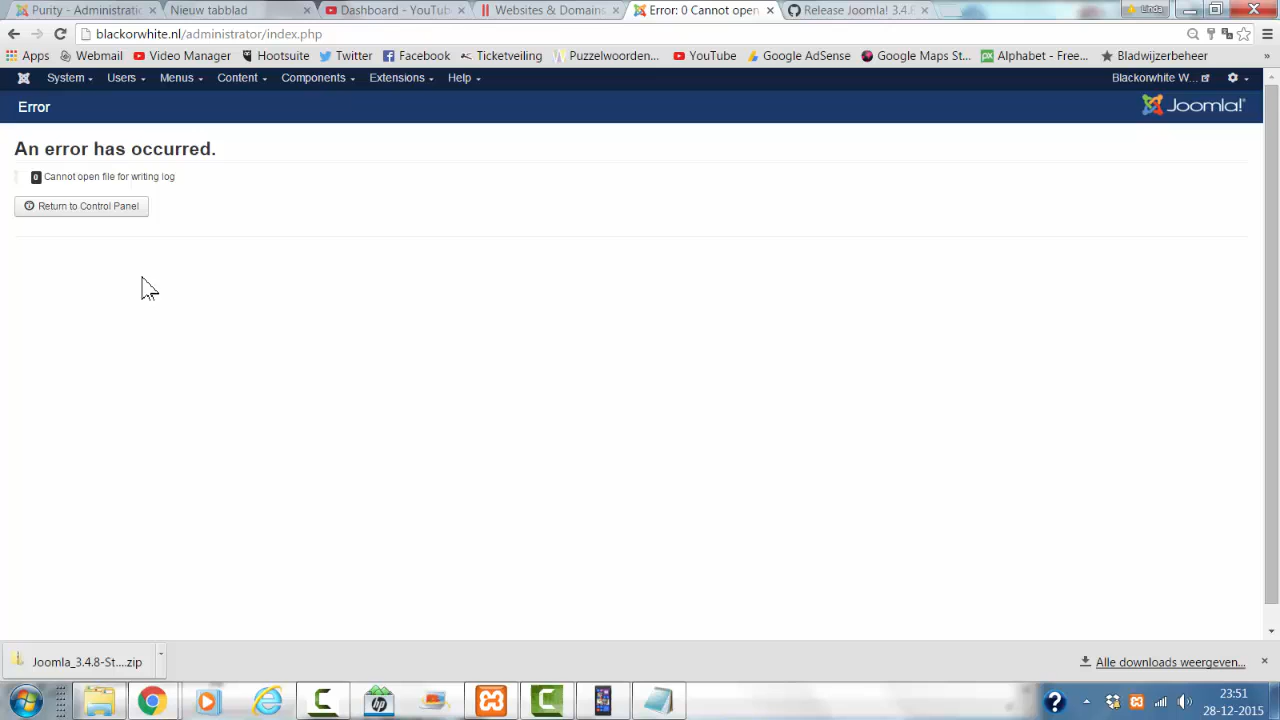 Purity - Administratio
Nieuw tabblad
Dashboard - YouTube
Websites & Domains
Error: 0 Cannot open
Release Joomla! 3.4.8
Linda
blackorwhite.nl/administrator/index.php
Apps
Webmail
Video Manager
Hootsuite
Twitter
Facebook
Ticketveiling
Puzzelwoorden...
YouTube
Google AdSense
Google Maps St...
Alphabet - Free...
Bladwijzerbeheer
»
System
Users
Menus
Content
Components
Extensions
Help
Blackorwhite W...
Error
Joomla!
An error has occurred.
0 Cannot open file for writing log
Return to Control Panel
Joomla_3.4.8-St....zip
Alle downloads weergeven...
23:51
28-12-2015